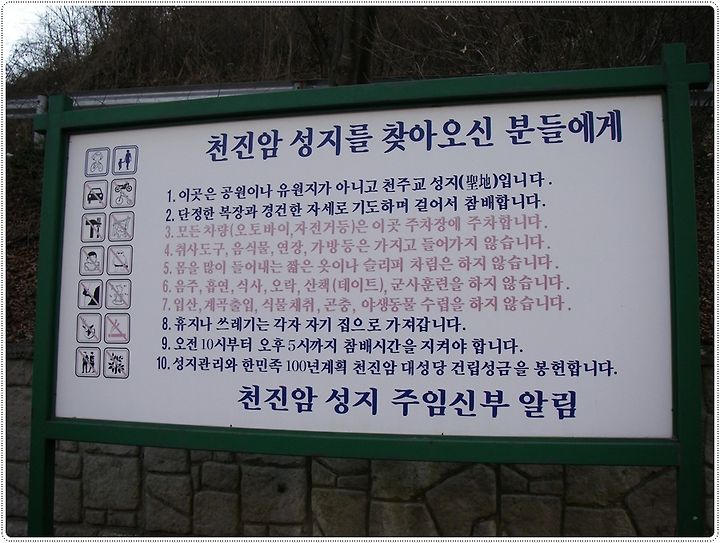 천진암 성지를 찾아오신 분들에게
1. 이곳은 공원이나 유원지가 아니고 천주교 성지(聖地)입니다.
2. 단정한 복장과 경건한 자세로 기도하며 걸어서 참배합니다.
3. 모든 차량(오토바이,자전거등)은 이곳 주차장에 주차합니다.
4. 취사도구, 음식물, 연장, 가방등은 가지고 들어가지 않습니다.
5. 몸을 많이 들어내는 짧은 옷이나 슬리퍼 차림은 하지 않습니다.
6. 음주, 흡연, 식사, 오락, 산책(데이트), 군사훈련을 하지 않습니다.
7. 입산, 계곡출입, 식물채취, 곤충, 야생동물 수렵을 하지 않습니다.
8. 휴지나 쓰레기는 각자 자기 집으로 가져갑니다.
9. 오전 10시부터 오후 5시까지 참배시간을 지켜야 합니다.
10. 성지관리와 한민족 100년계획 천진암 대성당 건립성금을 봉헌합니다.
천진암 성지 주임신부 알림